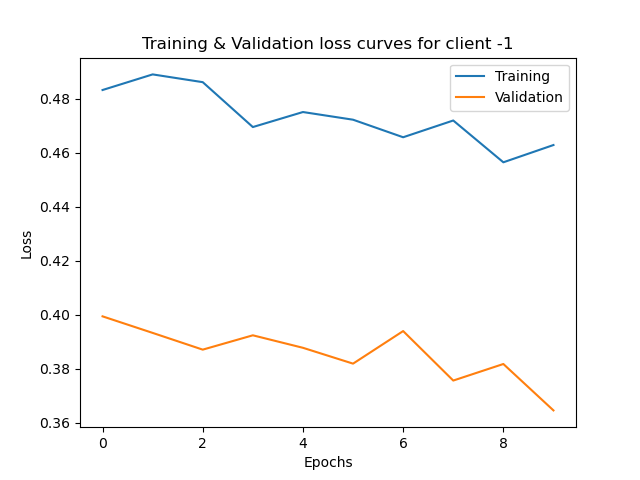 Training & Validation loss curves for client -1
Training
Validation
0.48
0.46
0.44
0.42
0.40
0.38
0.36
Loss
0 2 4 6 8
Epochs